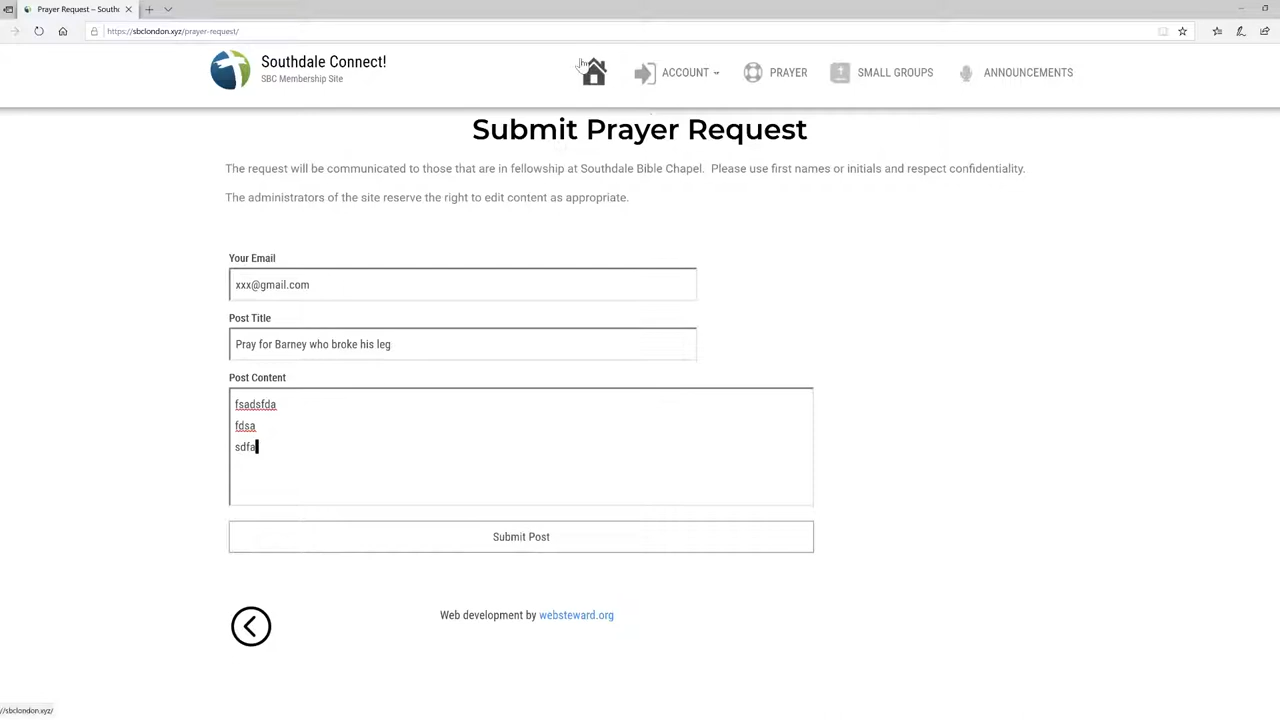 Prayer Request – Southd
https://sbclondon.xyz/prayer-request/
Southdale Connect!
SBC Membership Site
ACCOUNT
PRAYER
SMALL GROUPS
ANNOUNCEMENTS
Submit Prayer Request
The request will be communicated to those that are in fellowship at Southdale Bible Chapel. Please use first names or initials and respect confidentiality.
The administrators of the site reserve the right to edit content as appropriate.
Your Email
xxx@gmail.com
Post Title
Pray for Barney who broke his leg
Post Content
fsadsfda
fdsa
sdfa
Submit Post
Web development by websteward.org
//sbclondon.xyz/